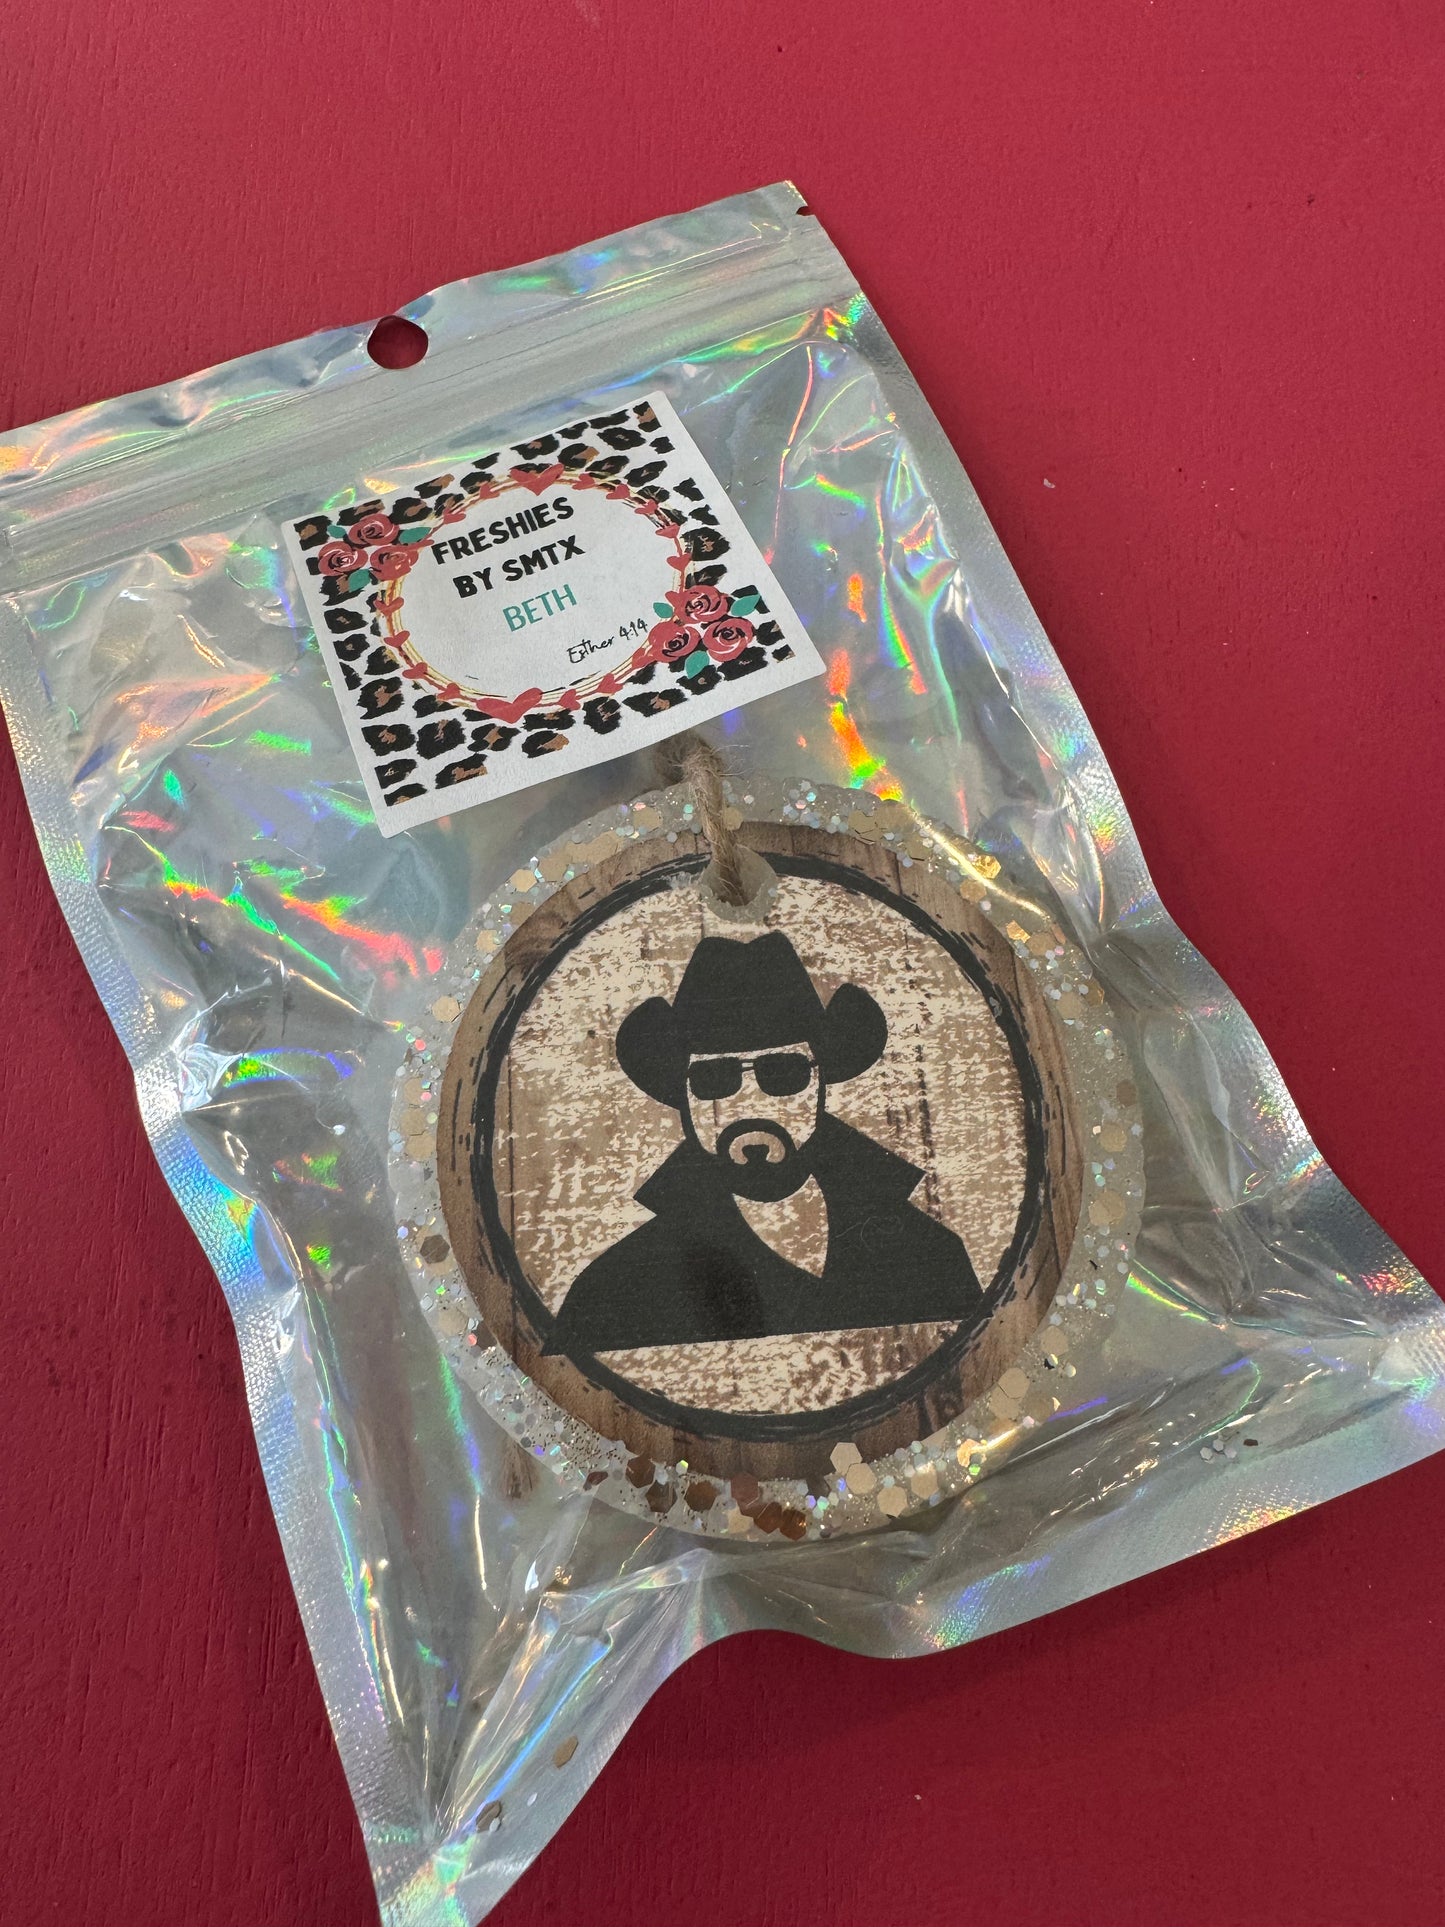 FRESHIES
BY SMTX
BETH
Esther 4:14